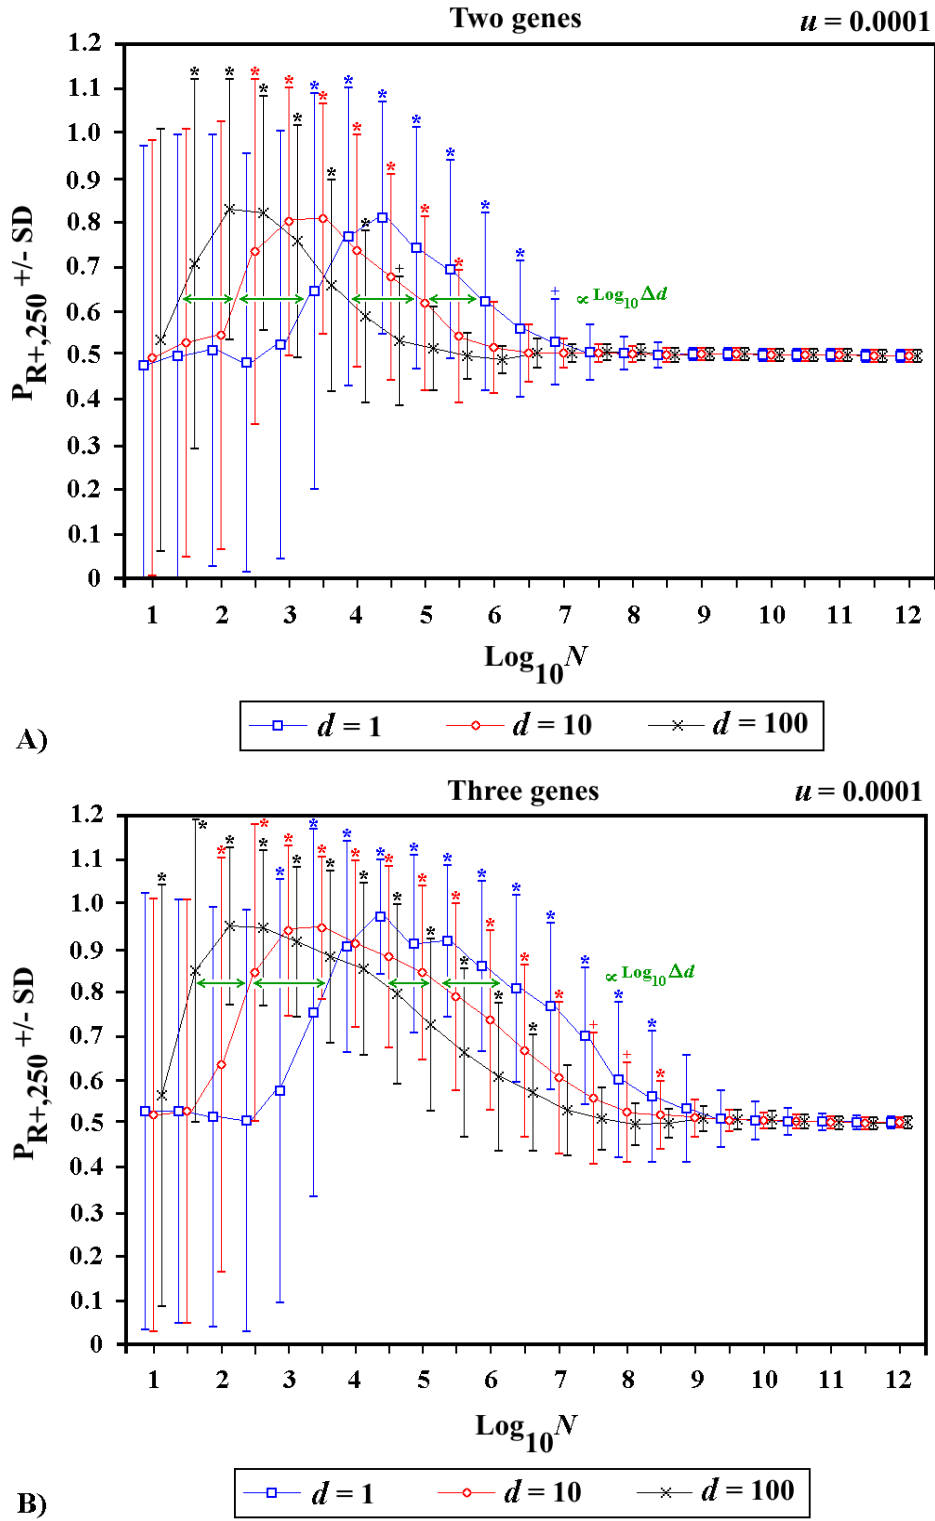 Two genes
u = 0.0001
1.2
1.1
1.0
0.9
0.8
0.7
0.6
0.5
0.4
0.3
0.2
0.1
0
PR+,250 +/- SD
∝ Log10 Δd
1 2 3 4 5 6 7 8 9 10 11 12
Log10N
d = 1 d = 10 d = 100
A)
Three genes
u = 0.0001
1.2
1.1
1.0
0.9
0.8
0.7
0.6
0.5
0.4
0.3
0.2
0.1
0
PR+,250 +/- SD
∝ Log10 Δd
1 2 3 4 5 6 7 8 9 10 11 12
Log10N
d = 1 d = 10 d = 100
B)